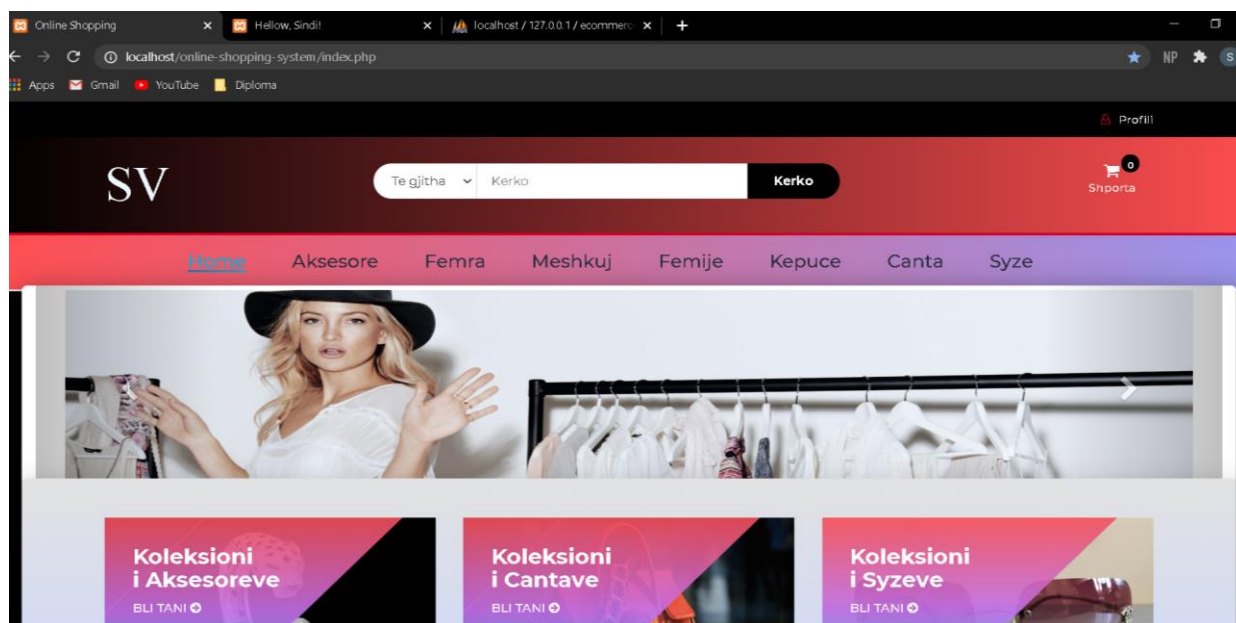 Online Shopping
Hellow, Sindi!
localhost / 127.0.0.1 / ecommerc
localhost/online-shopping-system/index.php
NP
S
Apps Gmail YouTube Diploma
Profili
SV
Te gjitha Kerko Kerko
0
Shporta
Home Aksesore Femra Meshkuj Femije Kepuce Canta Syze
Koleksioni
i Aksesoreve
BLI TANI
Koleksioni
i Cantave
BLI TANI
Koleksioni
i Syzeve
BLI TANI